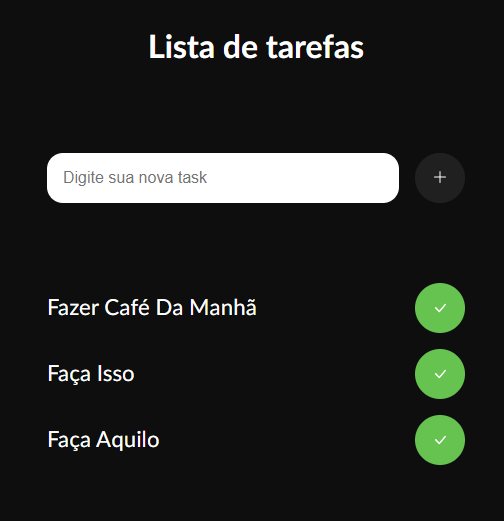 Lista de tarefas
Digite sua nova task
Fazer Café Da Manhã
Faça Isso
Faça Aquilo